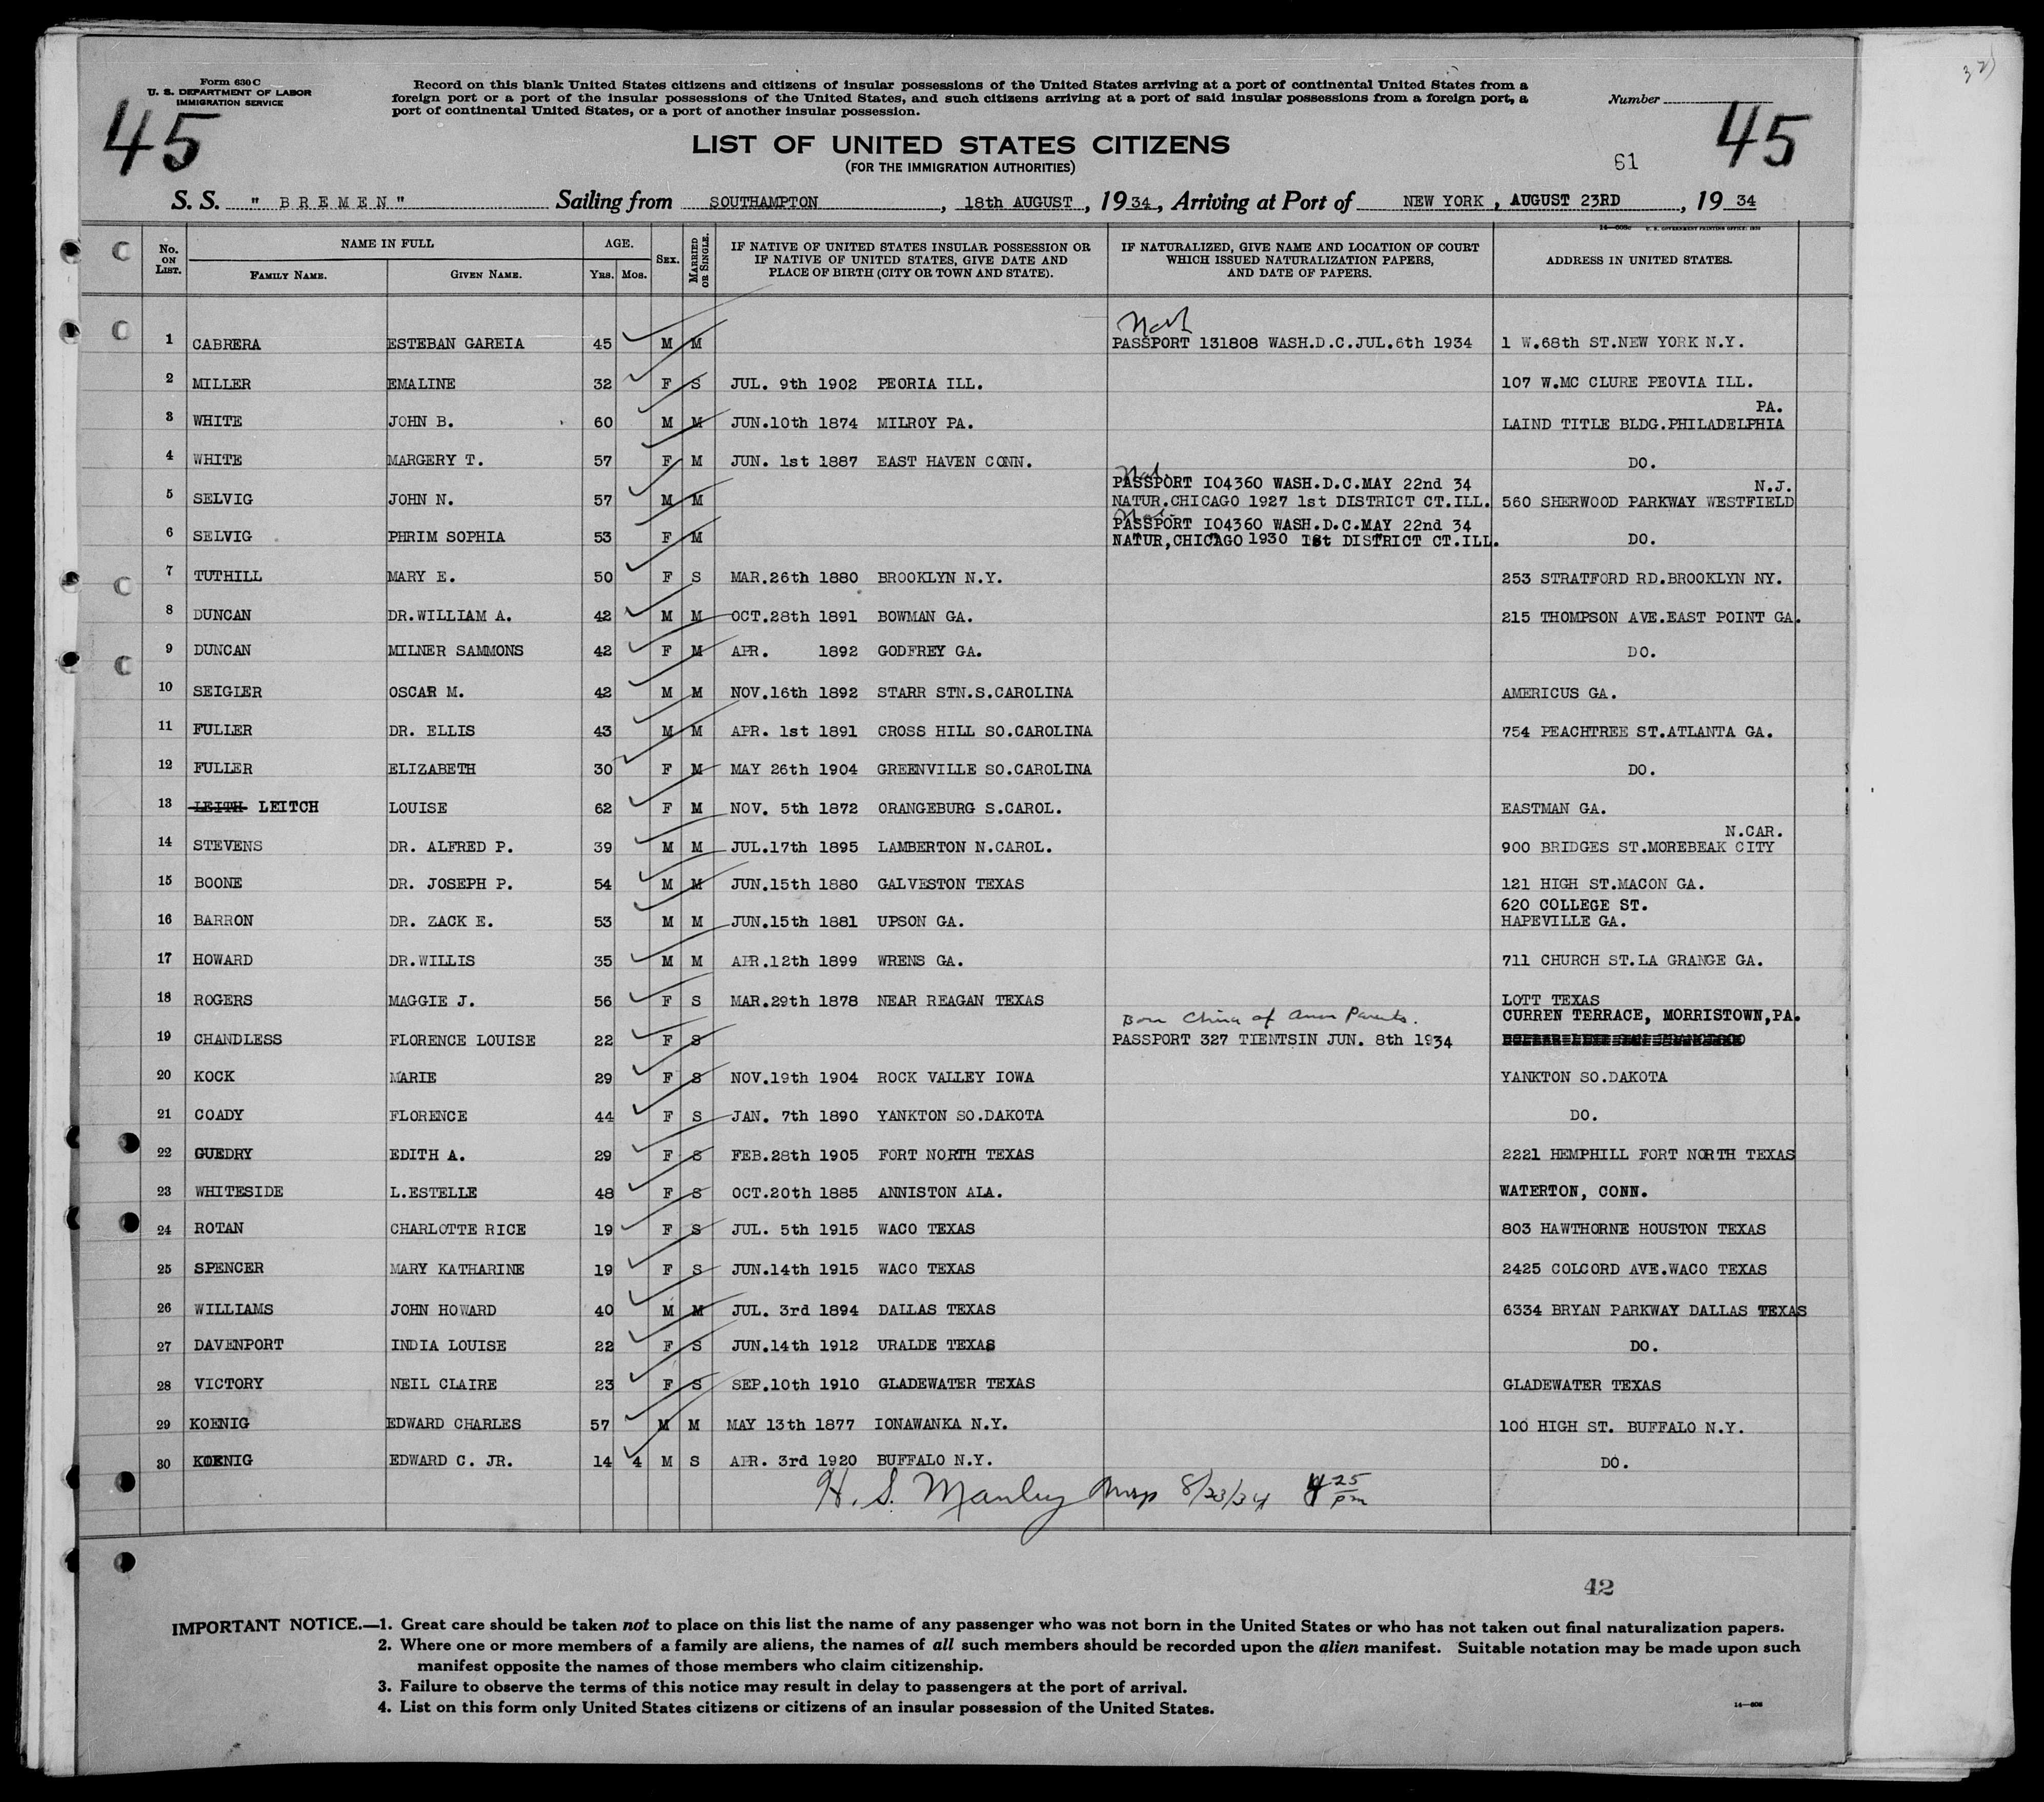 32)
Form 630 C
U. S. DEPARTMENT OF LABOR
IMMIGRATION SERVICE
Record on this blank United States citizens and citizens of insular possessions of the United States arriving at a port of continental United States from a
foreign port or a port of the insular possessions of the United States, and such citizens arriving at a port of said insular possessions from a foreign port, a
port of continental United States, or a port of another insular possession.
Number
45
45
LIST OF UNITED STATES CITIZENS
(FOR THE IMMIGRATION AUTHORITIES)
61
S. S. "BREMEN" Sailing from SOUTHAMPTON, 18th AUGUST, 1934, Arriving at Port of NEW YORK, AUGUST 23RD, 1934
14—608c U. S. GOVERNMENT PRINTING OFFICE: 1930
No. ON LIST. NAME IN FULL AGE. SEX. MARRIED OR SINGLE. IF NATIVE OF UNITED STATES INSULAR POSSESSION OR IF NATIVE OF UNITED STATES, GIVE DATE AND PLACE OF BIRTH (CITY OR TOWN AND STATE). IF NATURALIZED, GIVE NAME AND LOCATION OF COURT WHICH ISSUED NATURALIZATION PAPERS, AND DATE OF PAPERS. ADDRESS IN UNITED STATES.
FAMILY NAME. GIVEN NAME. YRS. MOS.
1 CABRERA ESTEBAN GAREIA 45 M M PASSPORT 131808 WASH.D.C.JUL.6th 1934 1 W.68th ST.NEW YORK N.Y.
2 MILLER EMALINE 32 F S JUL. 9th 1902 PEORIA ILL. 107 W.MC CLURE PEOVIA ILL.
PA.
3 WHITE JOHN B. 60 M M JUN.10th 1874 MILROY PA. LAIND TITLE BLDG.PHILADELPHIA
4 WHITE MARGERY T. 57 F M JUN. 1st 1887 EAST HAVEN CONN. DO.
Nat.
PASSPORT IO4360 WASH.D.C.MAY 22nd 34 N.J.
5 SELVIG JOHN N. 57 M M NATUR.CHICAGO 1927 1st DISTRICT CT.ILL. 560 SHERWOOD PARKWAY WESTFIELD
Nat.
PASSPORT IO4360 WASH.D.C.MAY 22nd 34
6 SELVIG PHRIM SOPHIA 53 F M NATUR,CHICAGO 1930 1st DISTRICT CT.ILL. DO.
7 TUTHILL MARY E. 50 F S MAR.26th 1880 BROOKLYN N.Y. 253 STRATFORD RD.BROOKLYN NY.
8 DUNCAN DR.WILLIAM A. 42 M M OCT.28th 1891 BOWMAN GA. 215 THOMPSON AVE.EAST POINT GA.
9 DUNCAN MILNER SAMMONS 42 F M APR. 1892 GODFREY GA. DO.
10 SEIGLER OSCAR M. 42 M M NOV.16th 1892 STARR STN.S.CAROLINA AMERICUS GA.
11 FULLER DR. ELLIS 43 M M APR. 1st 1891 CROSS HILL SO.CAROLINA 754 PEACHTREE ST.ATLANTA GA.
12 FULLER ELIZABETH 30 F M MAY 26th 1904 GREENVILLE SO.CAROLINA DO.
13 LEITH LEITCH LOUISE 62 F M NOV. 5th 1872 ORANGEBURG S.CAROL. EASTMAN GA.
N.CAR.
14 STEVENS DR. ALFRED P. 39 M M JUL.17th 1895 LAMBERTON N.CAROL. 900 BRIDGES ST.MOREBEAK CITY
15 BOONE DR. JOSEPH P. 54 M M JUN.15th 1880 GALVESTON TEXAS 121 HIGH ST.MACON GA.
620 COLLEGE ST.
16 BARRON DR. ZACK E. 53 M M JUN.15th 1881 UPSON GA. HAPEVILLE GA.
17 HOWARD DR.WILLIS 35 M M APR.12th 1899 WRENS GA. 711 CHURCH ST.LA GRANGE GA.
18 ROGERS MAGGIE J. 56 F S MAR.29th 1878 NEAR REAGAN TEXAS LOTT TEXAS
Born China of Amer Parents. CURREN TERRACE, MORRISTOWN,PA.
19 CHANDLESS FLORENCE LOUISE 22 F S PASSPORT 327 TIENTSIN JUN. 8th 1934
20 KOCK MARIE 29 F S NOV.19th 1904 ROCK VALLEY IOWA YANKTON SO.DAKOTA
21 COADY FLORENCE 44 F S JAN. 7th 1890 YANKTON SO.DAKOTA DO.
22 GUEDRY EDITH A. 29 F S FEB.28th 1905 FORT NORTH TEXAS 2221 HEMPHILL FORT NORTH TEXAS
23 WHITESIDE L.ESTELLE 48 F S OCT.20th 1885 ANNISTON ALA. WATERTON, CONN.
24 ROTAN CHARLOTTE RICE 19 F S JUL. 5th 1915 WACO TEXAS 803 HAWTHORNE HOUSTON TEXAS
25 SPENCER MARY KATHARINE 19 F S JUN.14th 1915 WACO TEXAS 2425 COLCORD AVE.WACO TEXAS
26 WILLIAMS JOHN HOWARD 40 M M JUL. 3rd 1894 DALLAS TEXAS 6334 BRYAN PARKWAY DALLAS TEXAS
27 DAVENPORT INDIA LOUISE 22 F S JUN.14th 1912 URALDE TEXAS DO.
28 VICTORY NEIL CLAIRE 23 F S SEP.10th 1910 GLADEWATER TEXAS GLADEWATER TEXAS
29 KOENIG EDWARD CHARLES 57 M M MAY 13th 1877 IONAWANKA N.Y. 100 HIGH ST. BUFFALO N.Y.
30 KOENIG EDWARD C. JR. 14 4 M S APR. 3rd 1920 BUFFALO N.Y. DO.
H. S. Manley Insp 8/23/34 4 25 pm
42
IMPORTANT NOTICE.—1. Great care should be taken not to place on this list the name of any passenger who was not born in the United States or who has not taken out final naturalization papers.
2. Where one or more members of a family are aliens, the names of all such members should be recorded upon the alien manifest. Suitable notation may be made upon such
manifest opposite the names of those members who claim citizenship.
3. Failure to observe the terms of this notice may result in delay to passengers at the port of arrival.
4. List on this form only United States citizens or citizens of an insular possession of the United States.
14—608